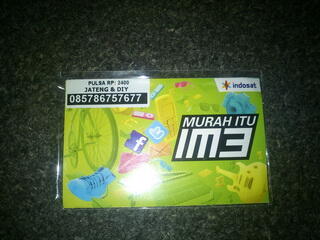 PULSA RP: 2400
JATENG & DIY
085786757677
indosat
MURAH ITU
IM3